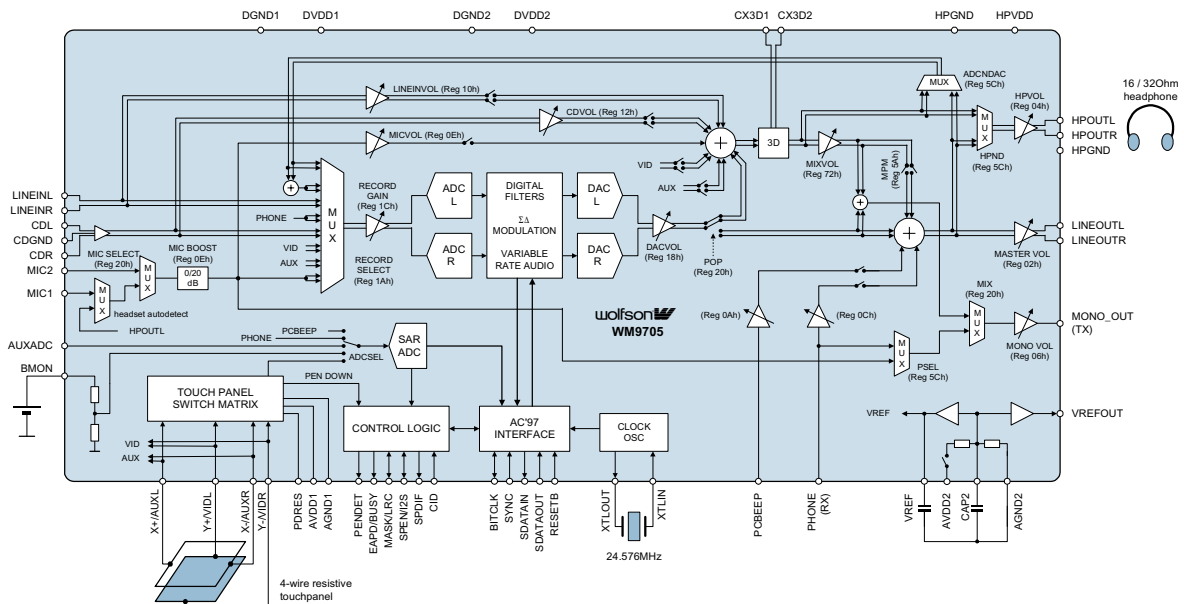 DGND1
DVDD1
DGND2
DVDD2
CX3D1
CX3D2
HPGND
HPVDD
16 / 32Ohm
headphone
LINEINVOL (Reg 10h)
CDVOL (Reg 12h)
MICVOL (Reg 0Eh)
MUX
ADCNDAC
(Reg 5Ch)
HPVOL
(Reg 04h)
HPOUTL
HPOUTR
HPGND
MUX
HPND
(Reg 5Ch)
3D
MIXVOL
(Reg 72h)
MPM
(Reg 5Ah)
VID
AUX
LINEINL
LINEINR
CDL
CDGND
CDR
MIC2
MIC1
MIC SELECT
(Reg 20h)
MIC BOOST
(Reg 0Eh)
0/20
dB
MUX
MUX
headset autodetect
HPOUTL
PHONE
VID
AUX
MUX
RECORD
GAIN
(Reg 1Ch)
RECORD
SELECT
(Reg 1Ah)
ADC
L
ADC
R
DIGITAL
FILTERS
ΣΔ
MODULATION
VARIABLE
RATE AUDIO
DAC
L
DAC
R
DACVOL
(Reg 18h)
POP
(Reg 20h)
LINEOUTL
LINEOUTR
MASTER VOL
(Reg 02h)
wolfson
WM9705
(Reg 0Ah)
(Reg 0Ch)
MIX
(Reg 20h)
MUX
MUX
PSEL
(Reg 5Ch)
MONO VOL
(Reg 06h)
MONO_OUT
(TX)
AUXADC
BMON
PCBEEP
PHONE
ADCSEL
SAR
ADC
TOUCH PANEL
SWITCH MATRIX
PEN DOWN
CONTROL LOGIC
AC'97
INTERFACE
CLOCK
OSC
VREF
VREFOUT
VID
AUX
X+/AUXL
Y+/VIDL
X-/AUXR
Y-/VIDR
PDRES
AVDD1
AGND1
PENDET
EAPD/BUSY
MASK/LRC
SPEN/I2S
SPDIF
CID
BITCLK
SYNC
SDATAIN
SDATAOUT
RESETB
XTLOUT
XTLIN
24.576MHz
PCBEEP
PHONE
(RX)
VREF
AVDD2
CAP2
AGND2
4-wire resistive
touchpanel